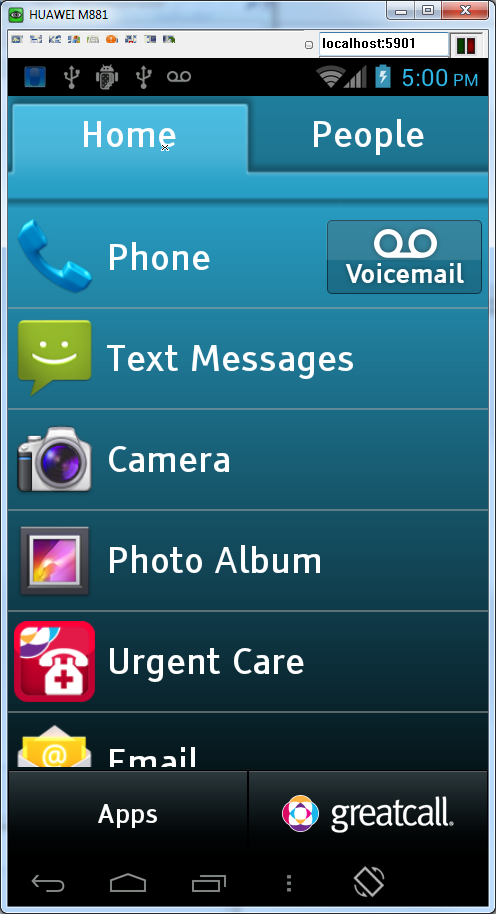 HUAWEI M881
localhost:5901
5:00 PM
Home
People
Phone
Voicemail
Text Messages
Camera
Photo Album
Urgent Care
Email
Apps
greatcall.